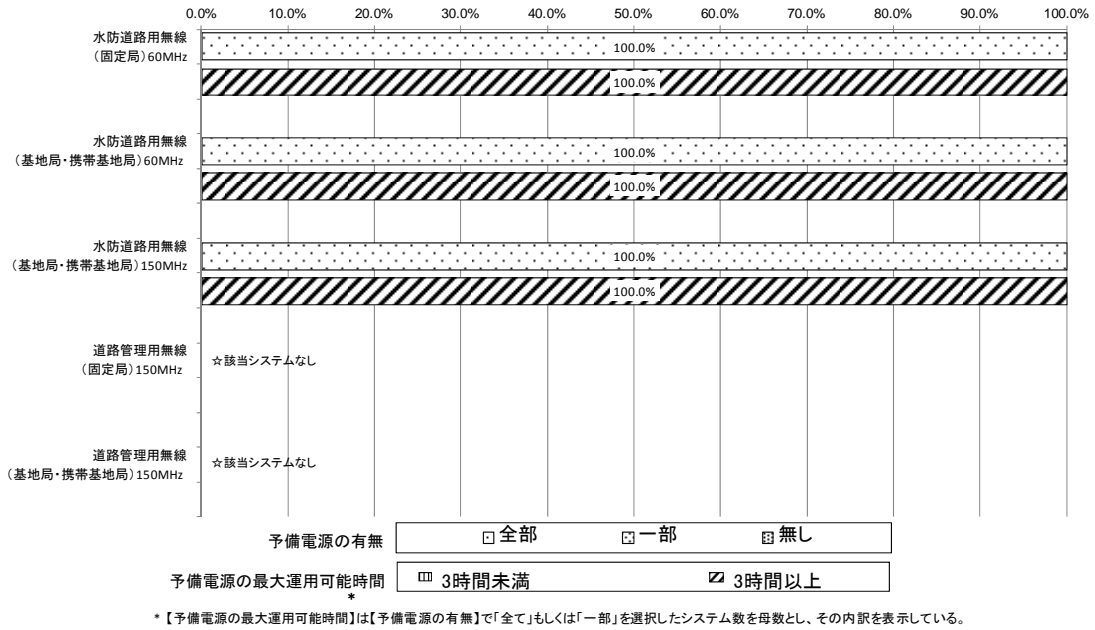 0.0% 10.0% 20.0% 30.0% 40.0% 50.0% 60.0% 70.0% 80.0% 90.0% 100.0%
水防道路用無線
(固定局)60MHz
100.0%
100.0%
水防道路用無線
(基地局・携帯基地局)60MHz
100.0%
100.0%
水防道路用無線
(基地局・携帯基地局)150MHz
100.0%
100.0%
道路管理用無線
(固定局)150MHz
☆該当システムなし
道路管理用無線
(基地局・携帯基地局)150MHz
☆該当システムなし
予備電源の有無 全部 一部 無し
予備電源の最大運用可能時間 3時間未満 3時間以上
*
* 【予備電源の最大運用可能時間】は【予備電源の有無】で「全て」もしくは「一部」を選択したシステム数を母数とし、その内訳を表示している。